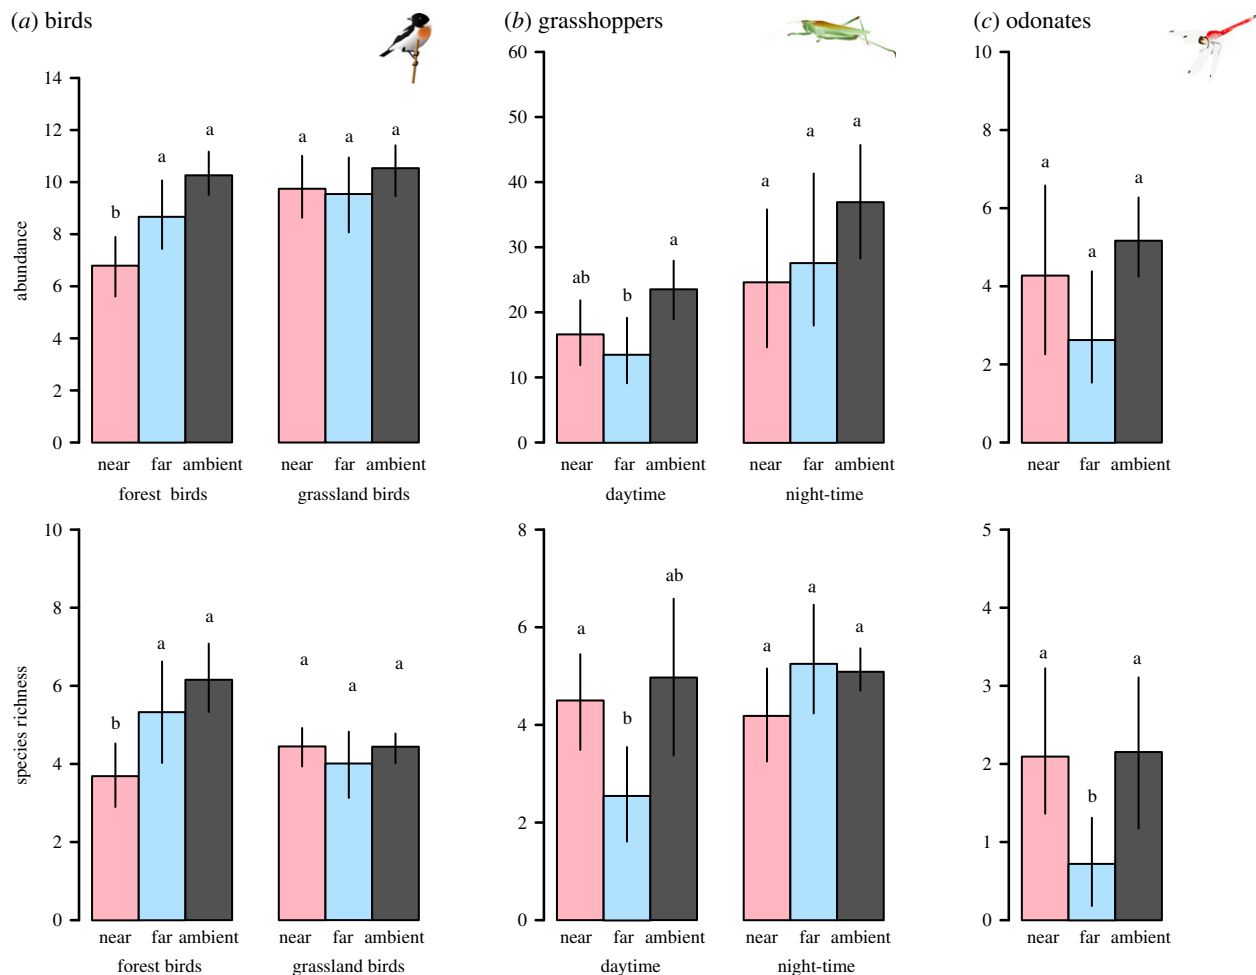 (a) birds
(b) grasshoppers
(c) odonates
abundance
14
12
10
8
6
4
2
0
b
a
a
a
a
a
near far ambient
near far ambient
forest birds
grassland birds
60
50
40
30
20
10
0
ab
b
a
a
a
a
near far ambient
near far ambient
daytime
night-time
10
8
6
4
2
0
a
a
a
near far ambient
species richness
10
8
6
4
2
0
b
a
a
a
a
a
near far ambient
near far ambient
forest birds
grassland birds
8
6
4
2
0
a
b
ab
a
a
a
near far ambient
near far ambient
daytime
night-time
5
4
3
2
1
0
a
b
a
near far ambient